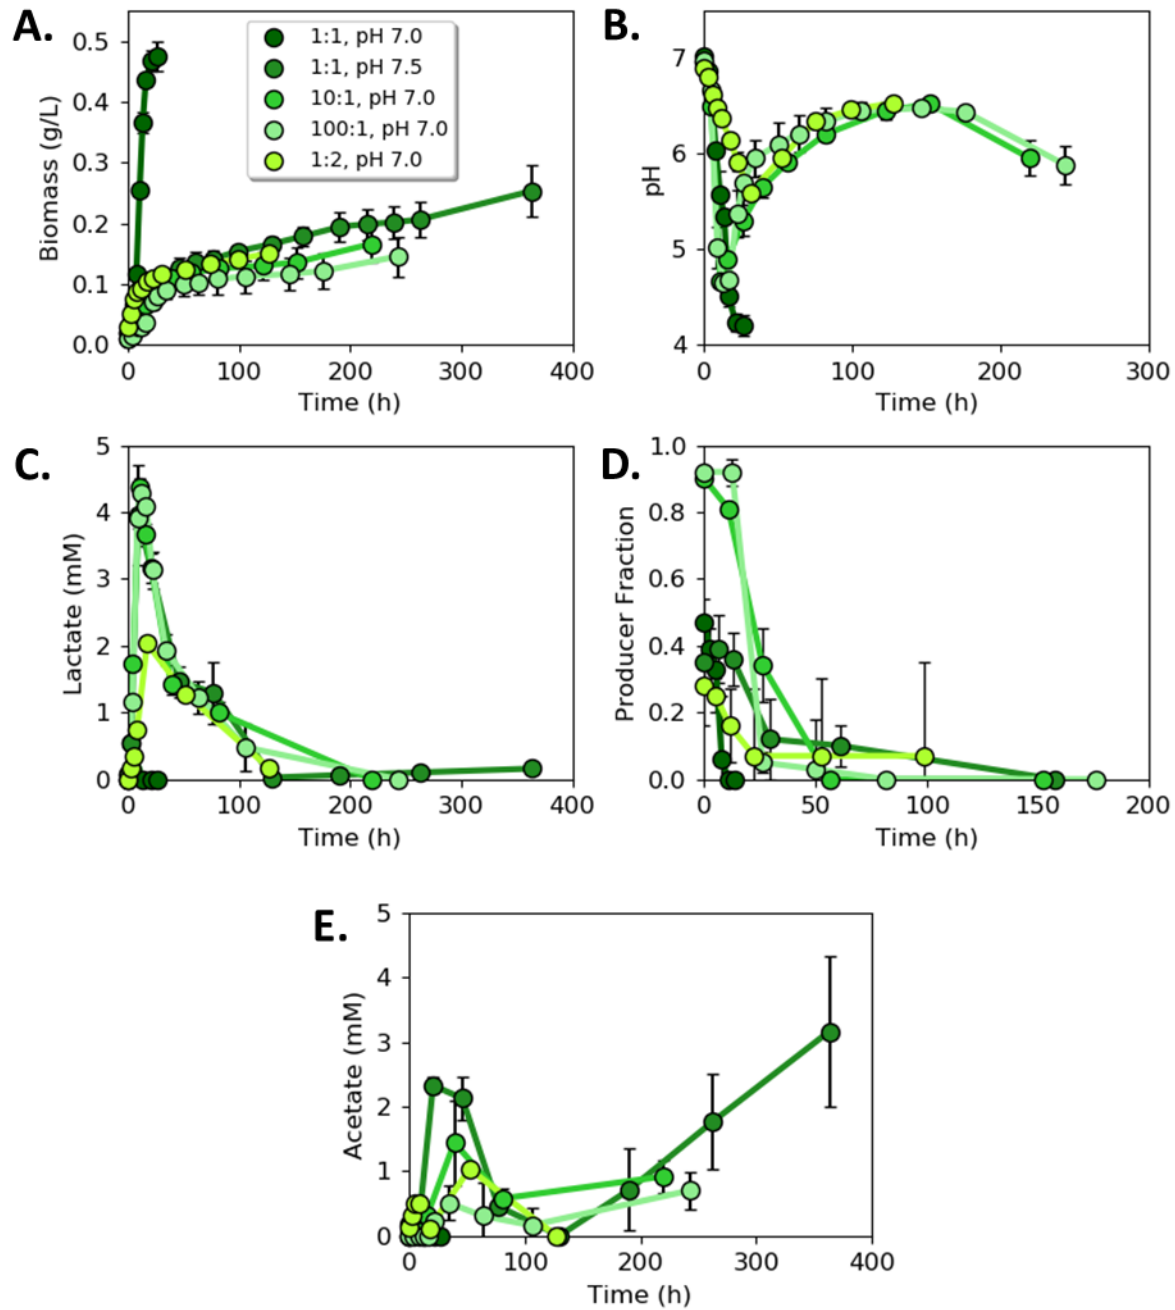 A.
Biomass (g/L)
0.5
0.4
0.3
0.2
0.1
0.0
1:1, pH 7.0
1:1, pH 7.5
10:1, pH 7.0
100:1, pH 7.0
1:2, pH 7.0
0 100 200 300 400
Time (h)
B.
pH
7
6
5
4
0 100 200 300
Time (h)
C.
Lactate (mM)
5
4
3
2
1
0
0 100 200 300 400
Time (h)
D.
Producer Fraction
1.0
0.8
0.6
0.4
0.2
0.0
0 50 100 150 200
Time (h)
E.
Acetate (mM)
5
4
3
2
1
0
0 100 200 300 400
Time (h)